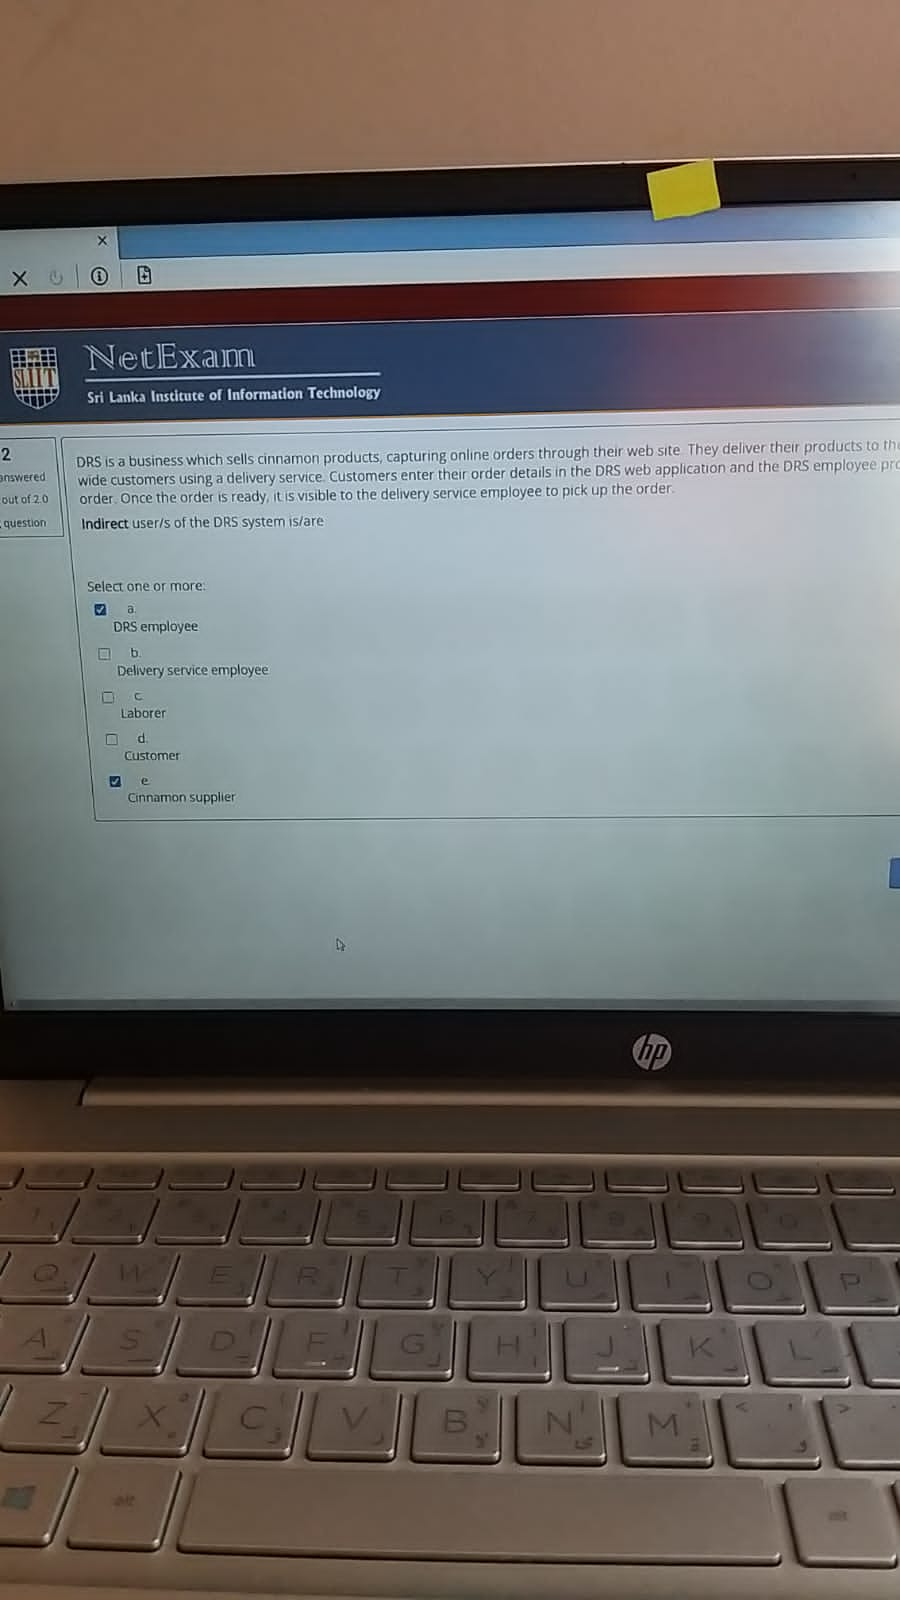 NetExam
SLIIT
Sri Lanka Institute of Information Technology
2
answered
out of 2.0
question
DRS is a business which sells cinnamon products, capturing online orders through their web site. They deliver their products to
wide customers using a delivery service. Customers enter their order details in the DRS web application and the DRS employee
order. Once the order is ready, it is visible to the delivery service employee to pick up the order.
Indirect user/s of the DRS system is/are
Select one or more:
a.
DRS employee
b.
Delivery service employee
c.
Laborer
d.
Customer
e.
Cinnamon supplier
hp
Q W E R T Y U I O P
A S D F G H J K L
Z X C V B N M < , >
alt